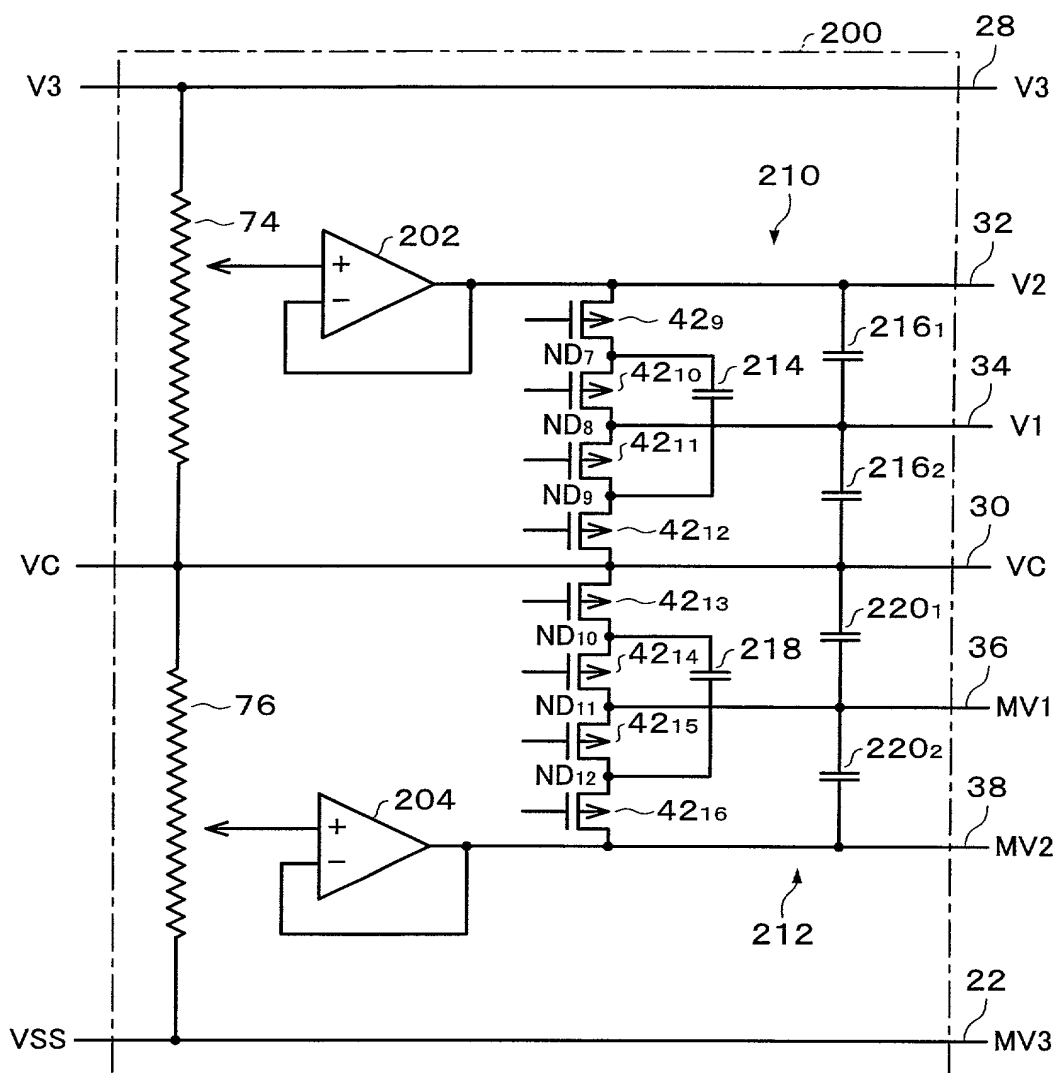 200
28
V3
V3
210
74
202
32
+
V2
−
42₉
216₁
ND₇
214
34
42₁₀
ND₈
V1
42₁₁
216₂
ND₉
30
42₁₂
VC
VC
42₁₃
220₁
ND₁₀
218
36
42₁₄
76
ND₁₁
MV1
42₁₅
220₂
ND₁₂
204
38
+
42₁₆
−
MV2
212
22
VSS
MV3